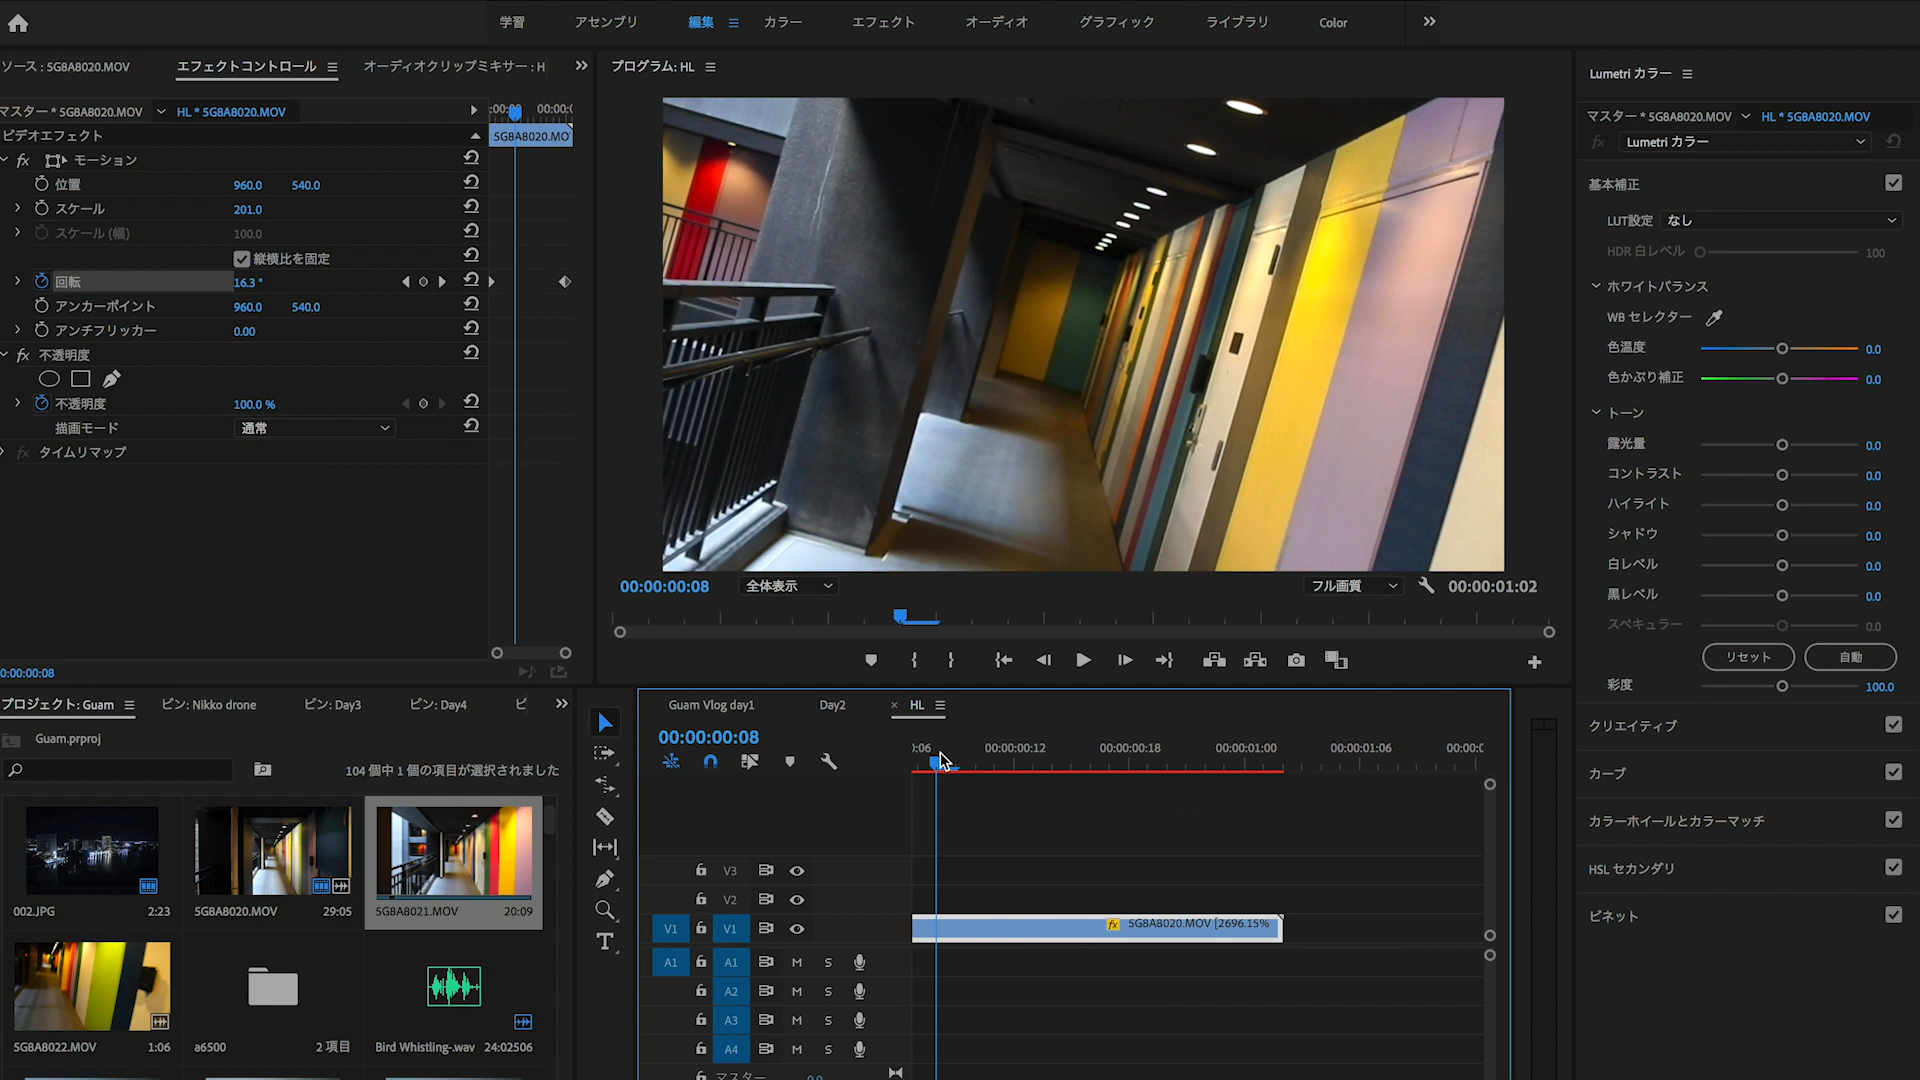 学習 アセンブリ 編集 カラー エフェクト オーディオ グラフィック ライブラリ Color
ソース : 5G8A8020.MOV エフェクトコントロール オーディオクリップミキサー : H
マスター * 5G8A8020.MOV HL * 5G8A8020.MOV
5G8A8020.MO
ビデオエフェクト
fx モーション
位置 960.0 540.0
スケール 201.0
スケール (幅) 100.0
縦横比を固定
回転 16.3 °
アンカーポイント 960.0 540.0
アンチフリッカー 0.00
fx 不透明度
不透明度 100.0 %
描画モード 通常
fx タイムリマップ
0:00:00:08
プログラム: HL
00:00:00:08 全体表示 フル画質 00:00:01:02
Lumetri カラー
マスター * 5G8A8020.MOV HL * 5G8A8020.MOV
fx Lumetri カラー
基本補正
LUT設定 なし
HDR 白レベル 100
ホワイトバランス
WB セレクター
色温度 0.0
色かぶり補正 0.0
トーン
露光量 0.0
コントラスト 0.0
ハイライト 0.0
シャドウ 0.0
白レベル 0.0
黒レベル 0.0
スペキュラー 0.0
リセット 自動
彩度 100.0
クリエイティブ
カーブ
カラーホイールとカラーマッチ
HSL セカンダリ
ビネット
プロジェクト: Guam ビン: Nikko drone ビン: Day3 ビン: Day4 ビ
Guam.prproj
104 個中 1 個の項目が選択されました
002.JPG 2:23
5G8A8020.MOV 29:05
5G8A8021.MOV 20:09
5G8A8022.MOV 1:06
a6500 2 項目
Bird Whistling-.wav 24:02506
Guam Vlog day1 Day2 × HL
00:00:00:08
):06 00:00:00:12 00:00:00:18 00:00:01:00 00:00:01:06
V3
V2
V1 V1
fx 5G8A8020.MOV [2696.15%
A1 A1 M S
A2 M S
A3 M S
A4 M S
マスター 0.0